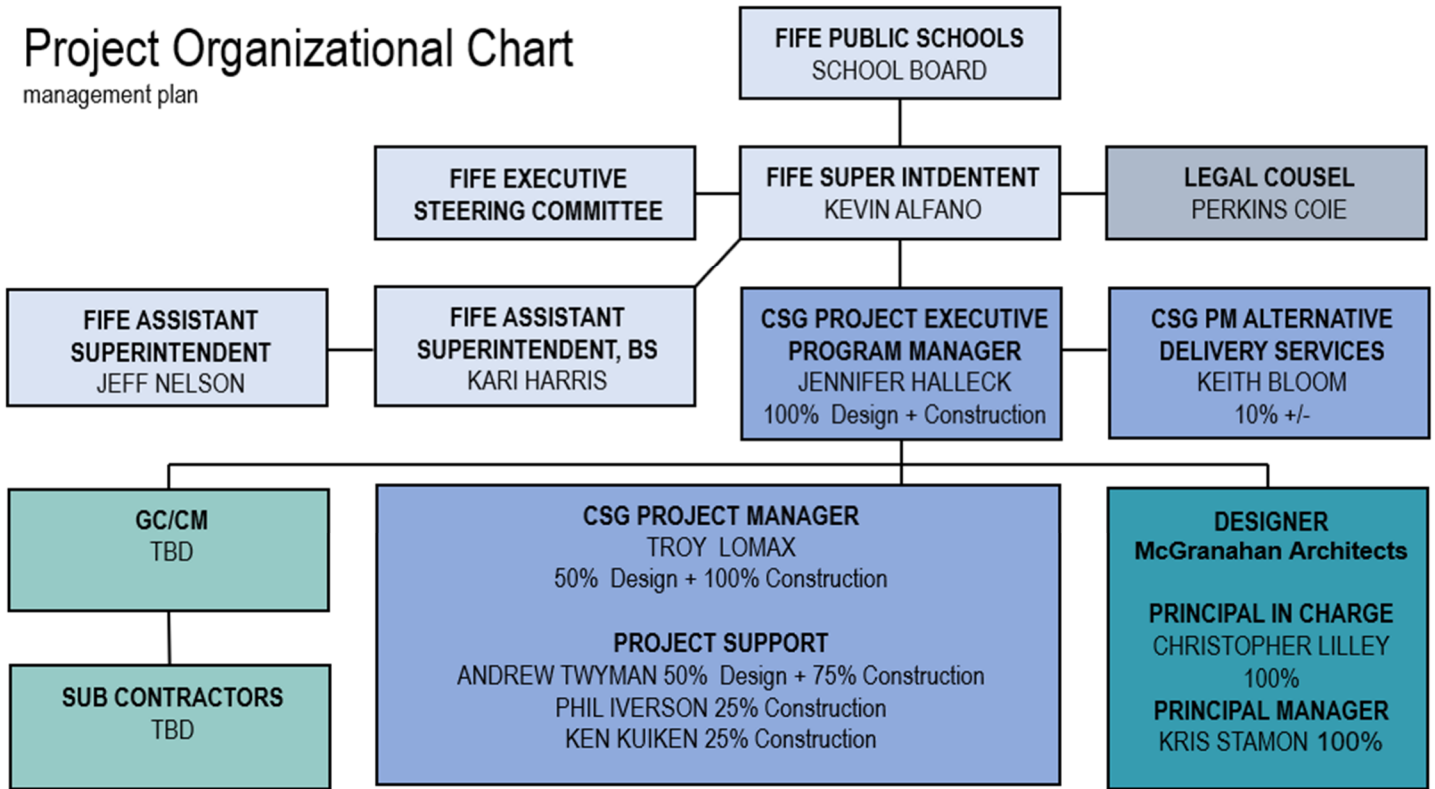 Project Organizational Chart
management plan
FIFE PUBLIC SCHOOLS
SCHOOL BOARD
FIFE EXECUTIVE
STEERING COMMITTEE
FIFE SUPER INTDENTENT
KEVIN ALFANO
LEGAL COUSEL
PERKINS COIE
FIFE ASSISTANT
SUPERINTENDENT
JEFF NELSON
FIFE ASSISTANT
SUPERINTENDENT, BS
KARI HARRIS
CSG PROJECT EXECUTIVE
PROGRAM MANAGER
JENNIFER HALLECK
100% Design + Construction
CSG PM ALTERNATIVE
DELIVERY SERVICES
KEITH BLOOM
10% +/-
GC/CM
TBD
SUB CONTRACTORS
TBD
CSG PROJECT MANAGER
TROY LOMAX
50% Design + 100% Construction
PROJECT SUPPORT
ANDREW TWYMAN 50% Design + 75% Construction
PHIL IVERSON 25% Construction
KEN KUIKEN 25% Construction
DESIGNER
McGranahan Architects
PRINCIPAL IN CHARGE
CHRISTOPHER LILLEY
100%
PRINCIPAL MANAGER
KRIS STAMON 100%